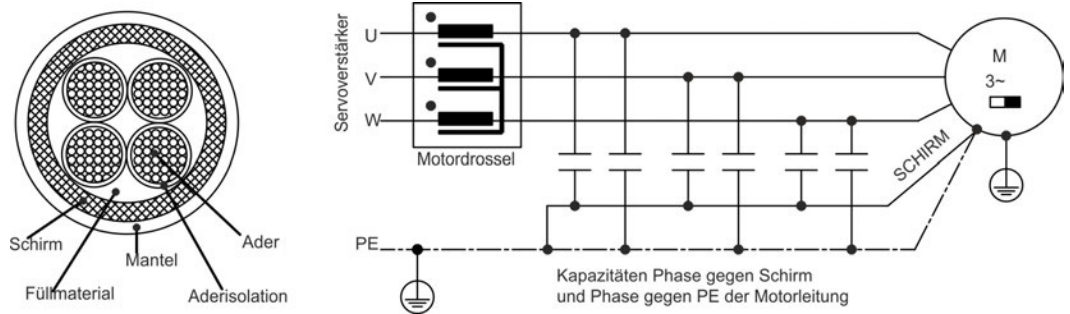 Schirm
Füllmaterial
Mantel
Ader
Aderisolation
Servoverstärker
U
V
W
Motordrossel
M
3~
SCHIRM
PE
Kapazitäten Phase gegen Schirm
und Phase gegen PE der Motorleitung